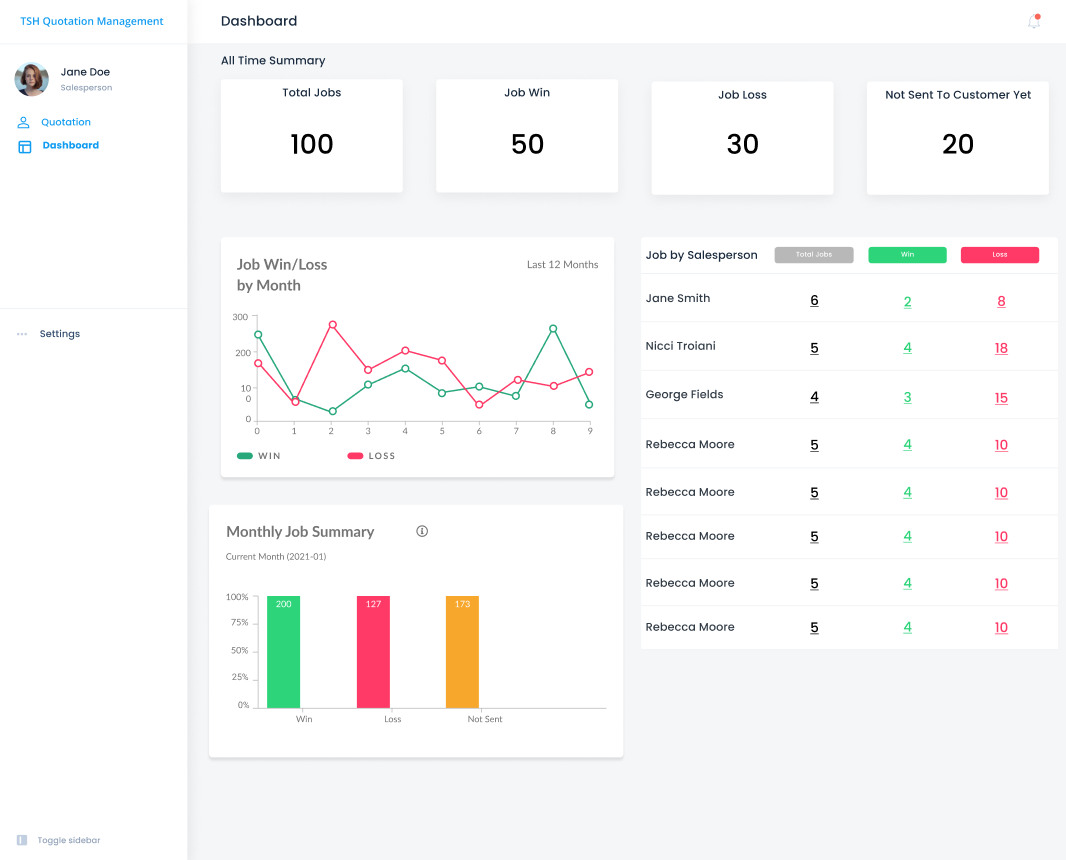 TSH Quotation Management
Jane Doe
Salesperson
Quotation
Dashboard
Settings
Toggle sidebar
Dashboard
All Time Summary
Total Jobs
100
Job Win
50
Job Loss
30
Not Sent To Customer Yet
20
Job Win/Loss
by Month
Last 12 Months
300
200
10
0
0
0 1 2 3 4 5 6 7 8 9
WIN LOSS
Monthly Job Summary
Current Month (2021-01)
100%
75%
50%
25%
0%
200 127 173
Win Loss Not Sent
Job by Salesperson Total Jobs Win Loss
Jane Smith 6 2 8
Nicci Troiani 5 4 18
George Fields 4 3 15
Rebecca Moore 5 4 10
Rebecca Moore 5 4 10
Rebecca Moore 5 4 10
Rebecca Moore 5 4 10
Rebecca Moore 5 4 10